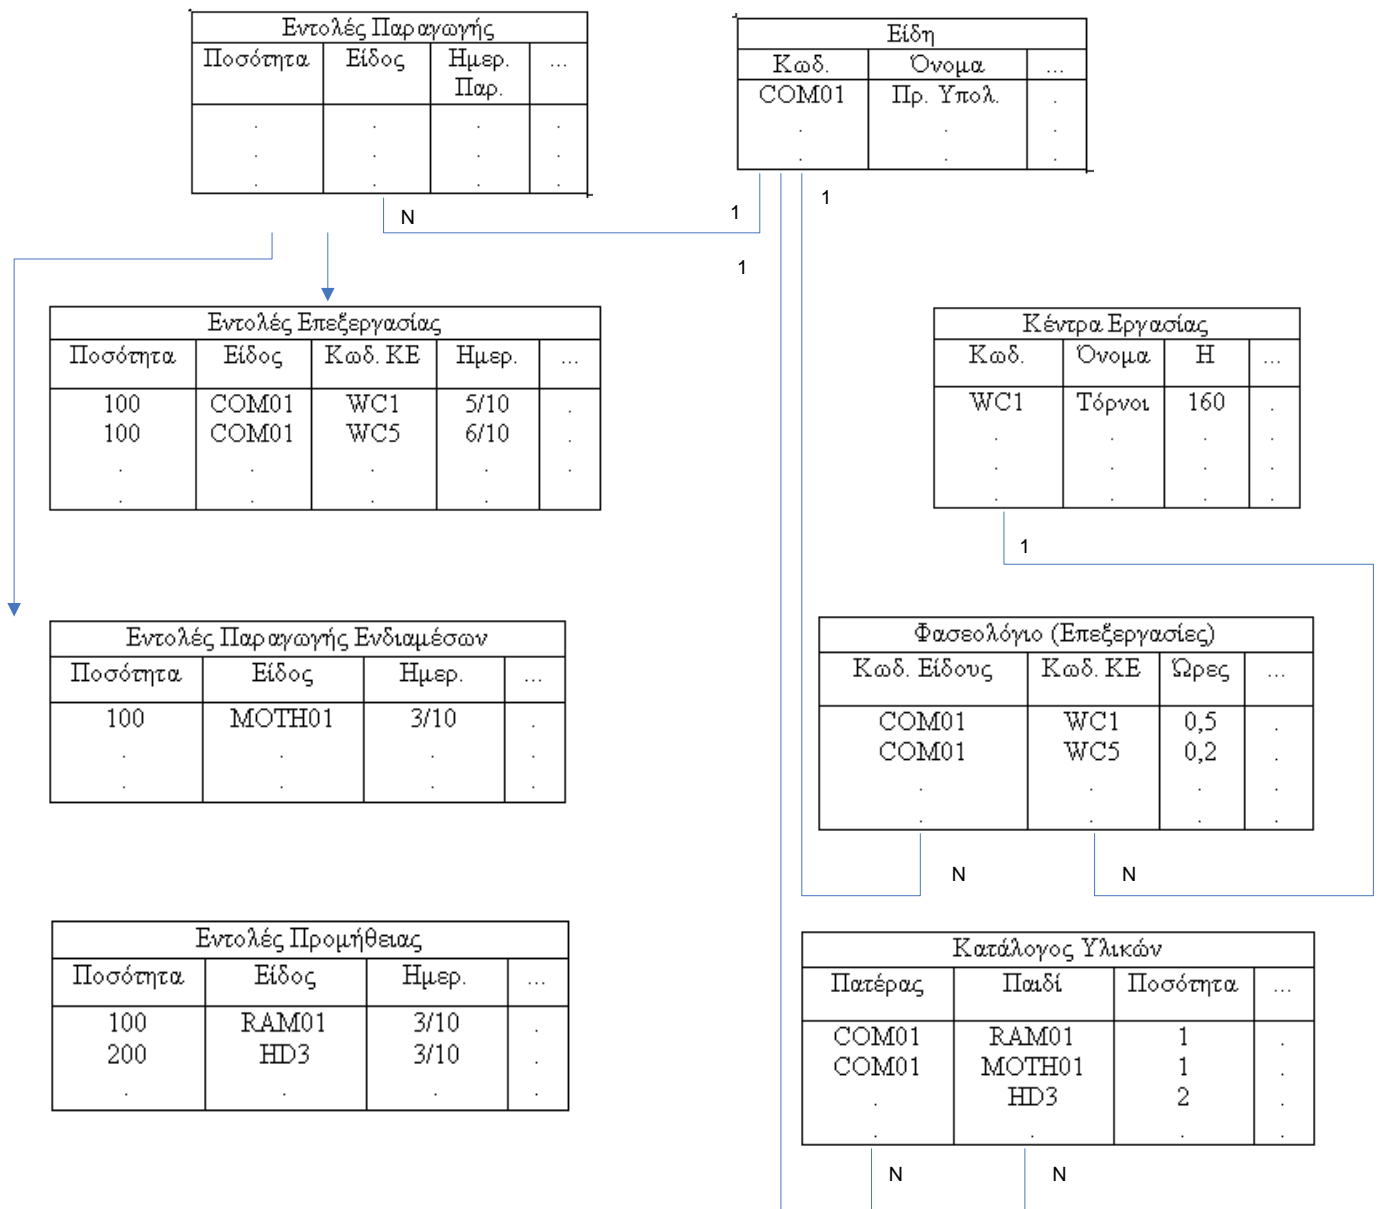 Εντολές Παραγωγής
Ποσότητα Είδος Ημερ. Παρ. ...
. . . .
. . . .
. . . .
Είδη
Κωδ. Όνομα ...
COM01 Πρ. Υπολ. .
. . .
. . .
N
1
1
1
Εντολές Επεξεργασίας
Ποσότητα Είδος Κωδ. ΚΕ Ημερ. ...
100 COM01 WC1 5/10 .
100 COM01 WC5 6/10 .
. . . . .
. . . .
Κέντρα Εργασίας
Κωδ. Όνομα Η ...
WC1 Τόρνοι 160 .
. . . .
. . . .
. . . .
1
Εντολές Παραγωγής Ενδιαμέσων
Ποσότητα Είδος Ημερ. ...
100 MOTH01 3/10 .
. . . .
. . . .
Φασεολόγιο (Επεξεργασίες)
Κωδ. Είδους Κωδ. ΚΕ Ώρες ...
COM01 WC1 0,5 .
COM01 WC5 0,2 .
. . . .
. . . .
N
N
Εντολές Προμήθειας
Ποσότητα Είδος Ημερ. ...
100 RAM01 3/10 .
200 HD3 3/10 .
. . . .
Κατάλογος Υλικών
Πατέρας Παιδί Ποσότητα ...
COM01 RAM01 1 .
COM01 MOTH01 1 .
. HD3 2 .
. . . .
N
N